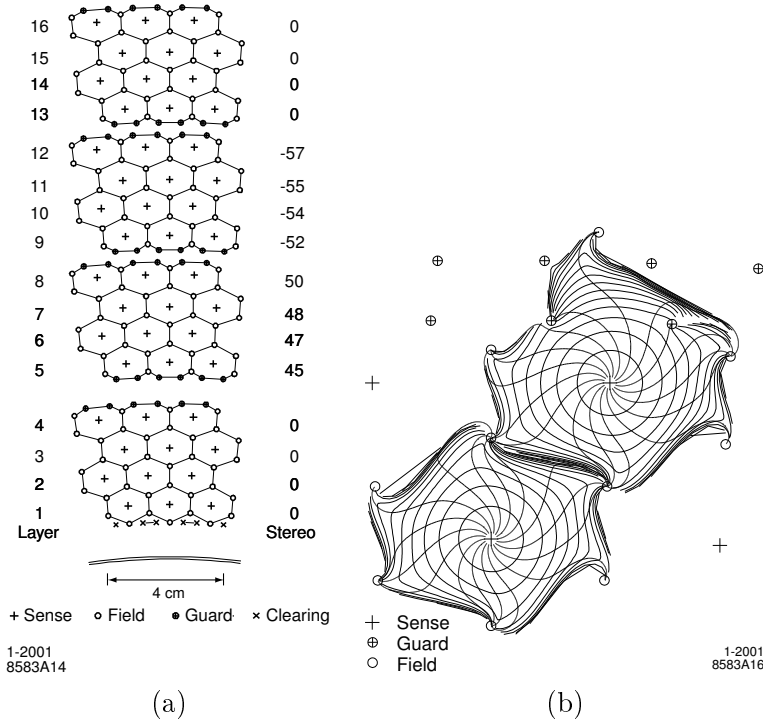 16 0
15 0
14 0
13 0
12 -57
11 -55
10 -54
9 -52
8 50
7 48
6 47
5 45
4 0
3 0
2 0
1 0
Layer Stereo
4 cm
Sense Field Guard Clearing
1-2001
8583A14
Sense
Guard
Field
1-2001
8583A16
(a) (b)